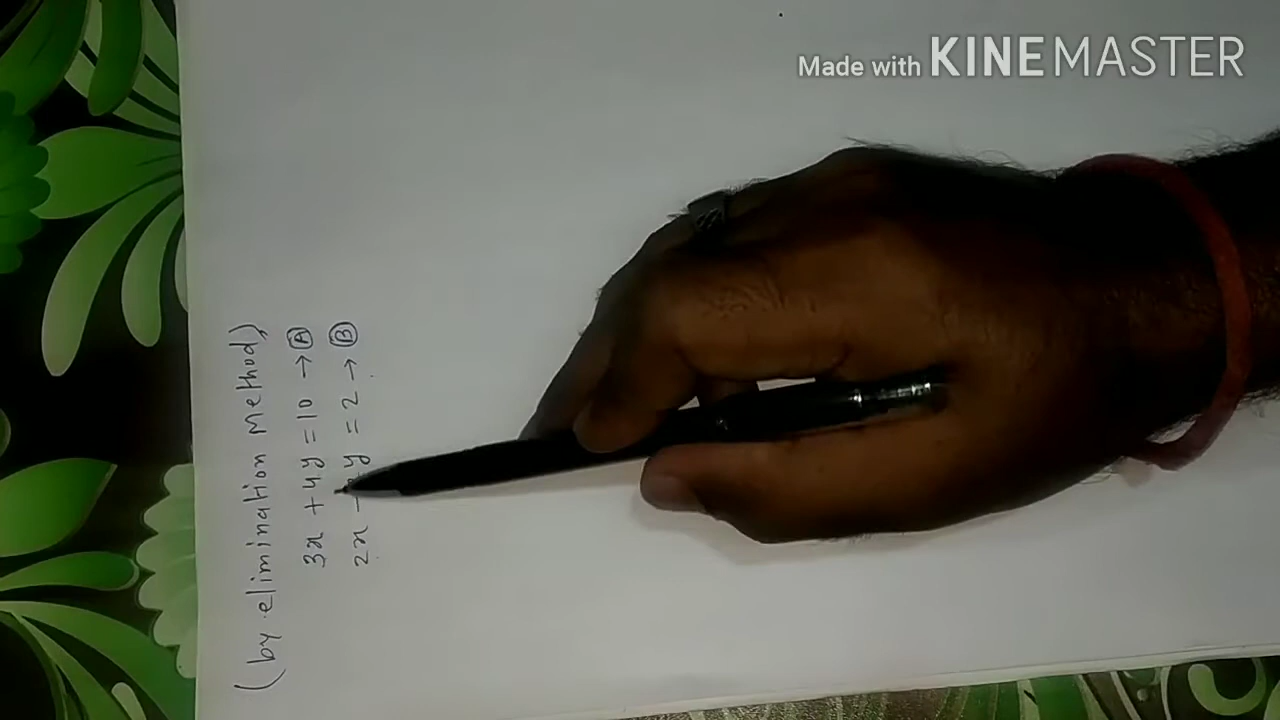 Made with KINEMASTER
(by elimination Method)
3x + 4y = 10 → A
2x - y = 2 → B